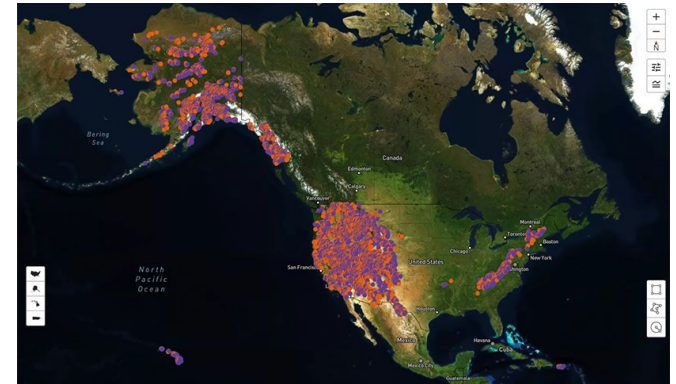 Bering
Sea
Canada
Edmonton
Calgary
Vancouver
Montreal
Toronto
Boston
Chicago
New York
United States
San Francisco
North
Pacific
Ocean
Houston
Mexico
Havana
Cuba
Mexico City
Guatemala